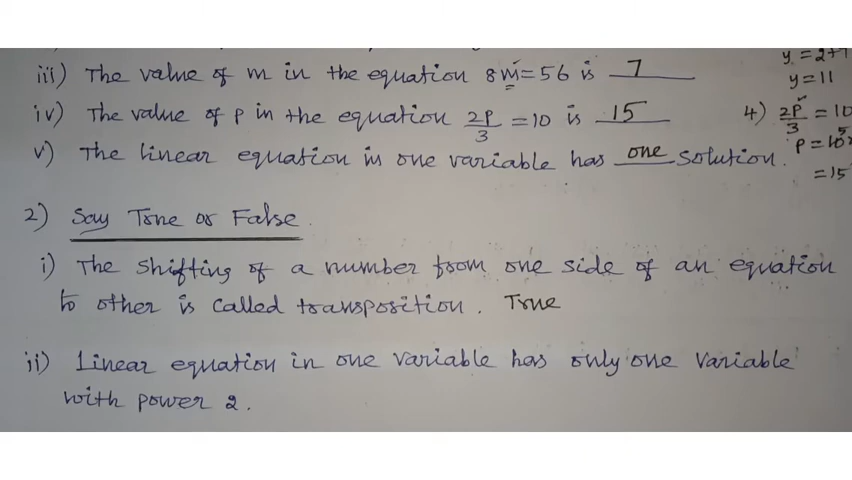 y = 2+
y = 11
iii) The value of m in the equation 8m = 56 is 7
iv) The value of p in the equation 2p/3 = 10 is 15
4) 2p/3 = 10
v) The linear equation in one variable has one solution.
p = 10
= 15
2) Say True or False.
i) The shifting of a number from one side of an equation
to other is called transposition. True
ii) Linear equation in one variable has only one variable
with power 2.